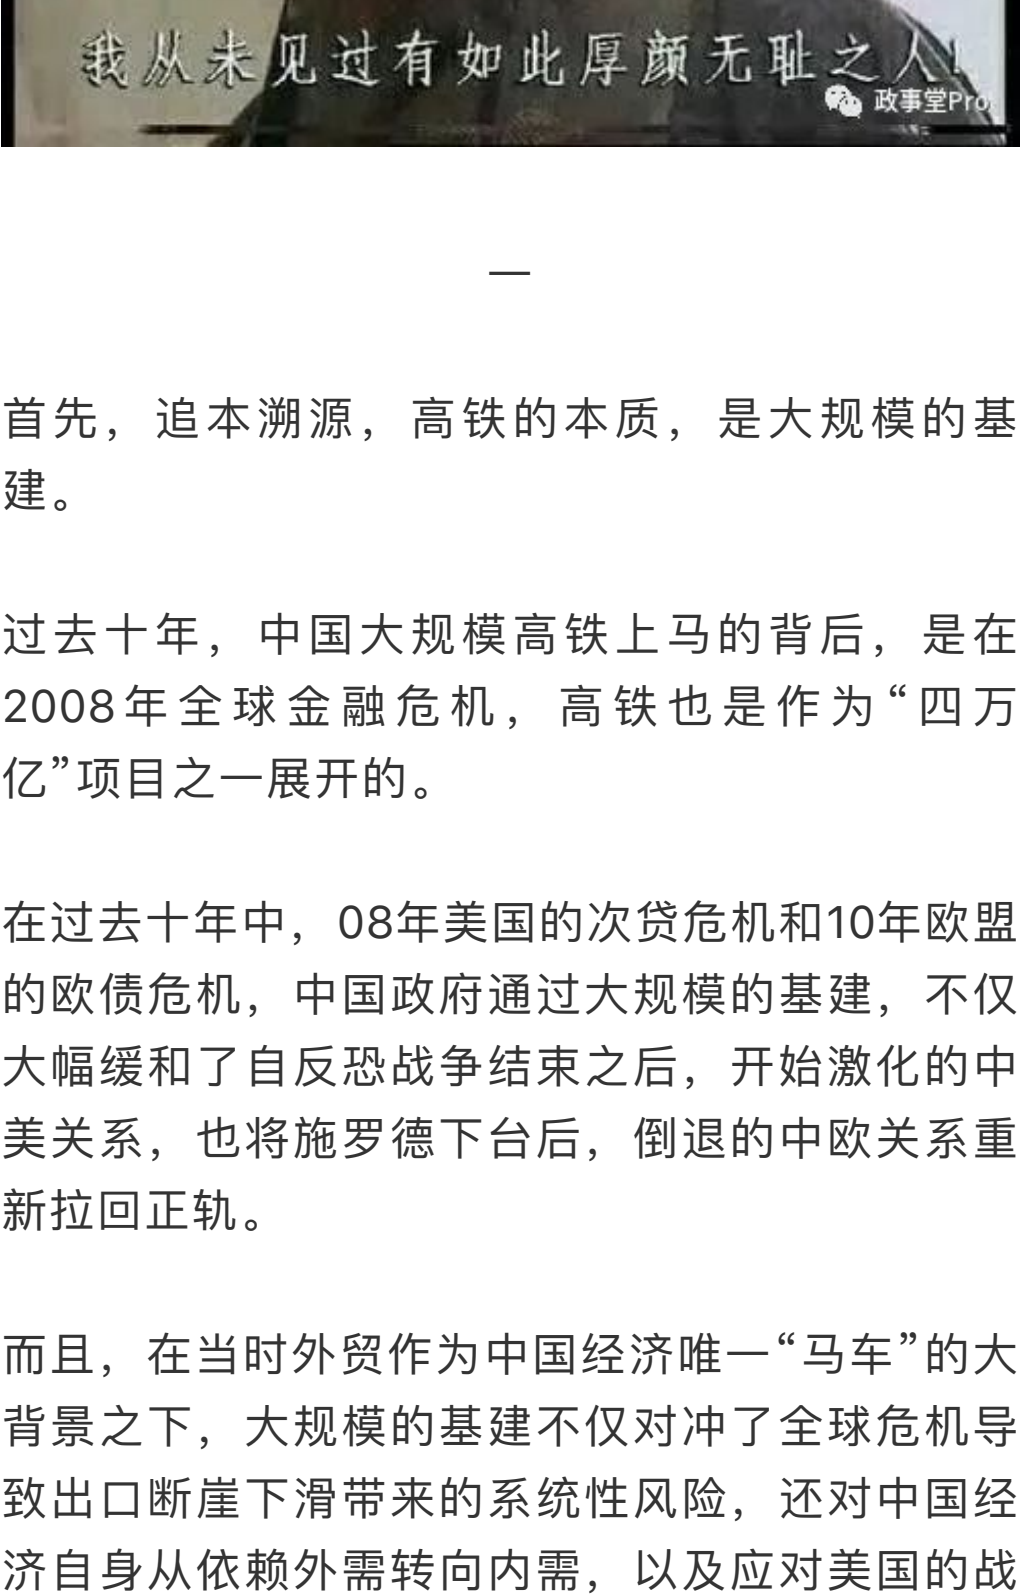 我从未见过有如此厚颜无耻之人!
政事堂Pro
一
首先，追本溯源，高铁的本质，是大规模的基
建。
过去十年，中国大规模高铁上马的背后，是在
2008年全球金融危机，高铁也是作为“四万
亿”项目之一展开的。
在过去十年中，08年美国的次贷危机和10年欧盟
的欧债危机，中国政府通过大规模的基建，不仅
大幅缓和了自反恐战争结束之后，开始激化的中
美关系，也将施罗德下台后，倒退的中欧关系重
新拉回正轨。
而且，在当时外贸作为中国经济唯一“马车”的大
背景之下，大规模的基建不仅对冲了全球危机导
致出口断崖下滑带来的系统性风险，还对中国经
济自身从依赖外需转向内需，以及应对美国的战